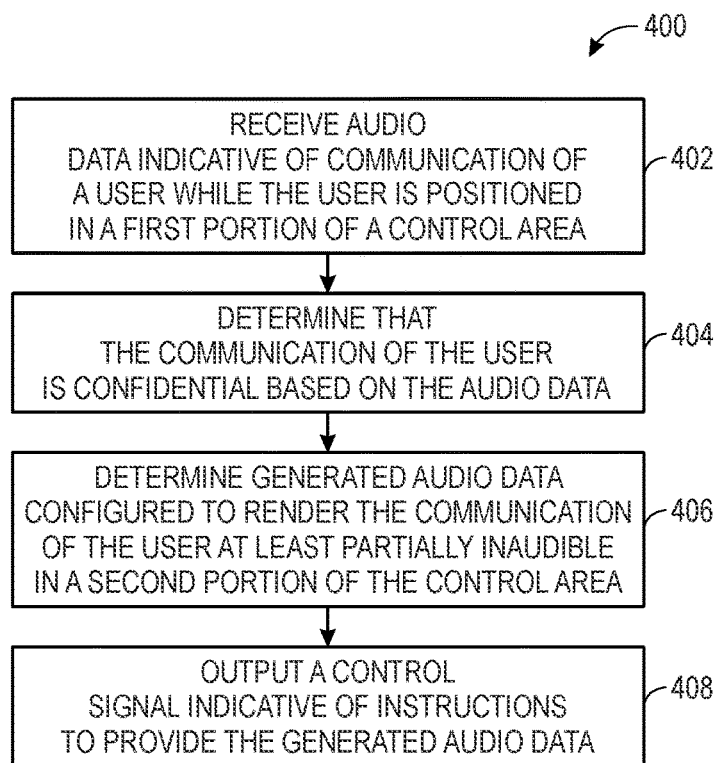 400
RECEIVE AUDIO
DATA INDICATIVE OF COMMUNICATION OF
A USER WHILE THE USER IS POSITIONED
IN A FIRST PORTION OF A CONTROL AREA
402
DETERMINE THAT
THE COMMUNICATION OF THE USER
IS CONFIDENTIAL BASED ON THE AUDIO DATA
404
DETERMINE GENERATED AUDIO DATA
CONFIGURED TO RENDER THE COMMUNICATION
OF THE USER AT LEAST PARTIALLY INAUDIBLE
IN A SECOND PORTION OF THE CONTROL AREA
406
OUTPUT A CONTROL
SIGNAL INDICATIVE OF INSTRUCTIONS
TO PROVIDE THE GENERATED AUDIO DATA
408